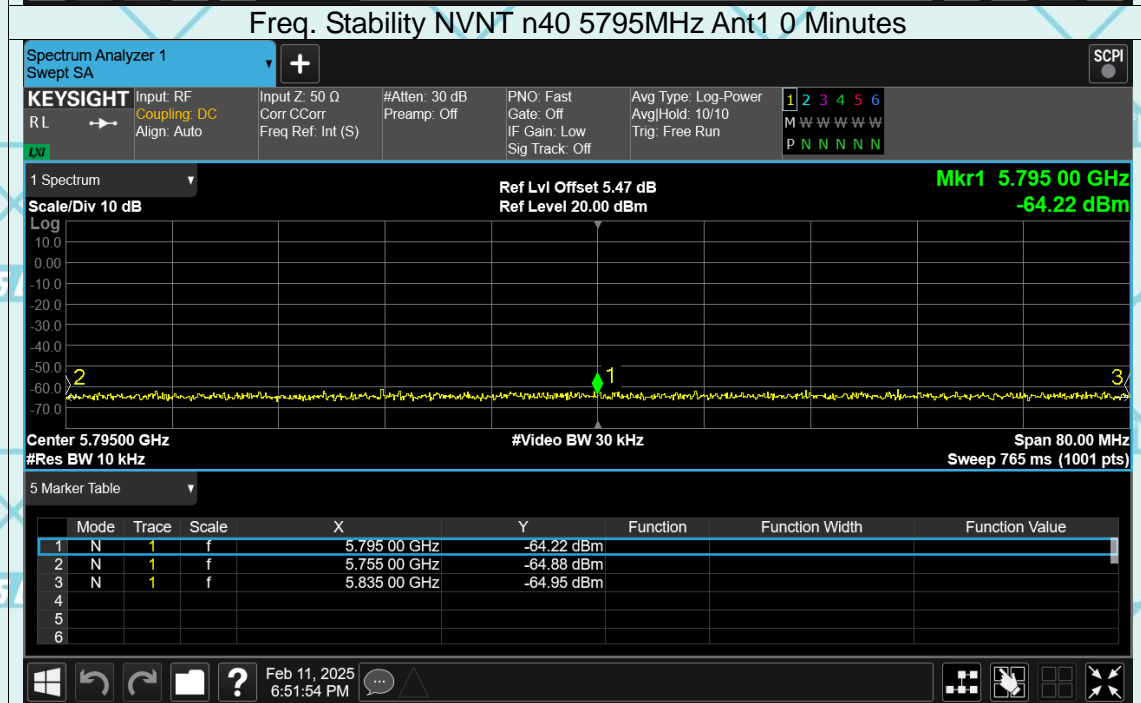 Freq. Stability NVNT n40 5795MHz Ant1 0 Minutes
Spectrum Analyzer 1
Swept SA
▼
+
SCPI
KEYSIGHT
RL
LXI
Input: RF
Coupling: DC
Align: Auto
Input Z: 50 Ω
Corr CCorr
Freq Ref: Int (S)
#Atten: 30 dB
Preamp: Off
PNO: Fast
Gate: Off
IF Gain: Low
Sig Track: Off
Avg Type: Log-Power
Avg|Hold: 10/10
Trig: Free Run
1 2 3 4 5 6
M W W W W W
P N N N N N
1 Spectrum ▼
Scale/Div 10 dB
Ref Lvl Offset 5.47 dB
Ref Level 20.00 dBm
Mkr1 5.795 00 GHz
-64.22 dBm
Log
10.0
0.00
-10.0
-20.0
-30.0
-40.0
-50.0
-60.0
-70.0
2
1
3
Center 5.79500 GHz #Video BW 30 kHz Span 80.00 MHz
#Res BW 10 kHz Sweep 765 ms (1001 pts)
5 Marker Table ▼
Mode Trace Scale X Y Function Function Width Function Value
1 N 1 f 5.795 00 GHz -64.22 dBm
2 N 1 f 5.755 00 GHz -64.88 dBm
3 N 1 f 5.835 00 GHz -64.95 dBm
4
5
6
?
Feb 11, 2025
6:51:54 PM